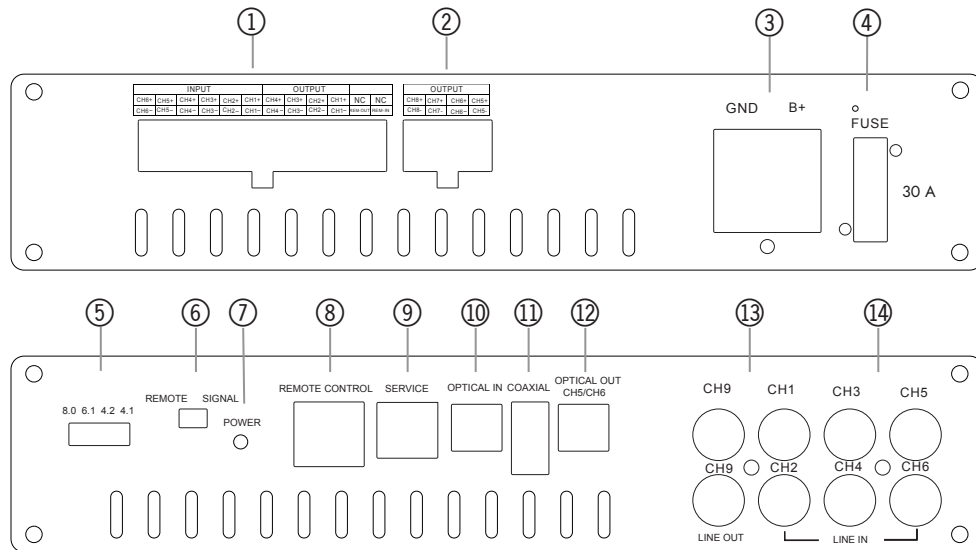 ① ② ③ ④
INPUT OUTPUT
CH6+ CH5+ CH4+ CH3+ CH2+ CH1+ CH4+ CH3+ CH2+ CH1+ NC NC
CH6− CH5− CH4− CH3− CH2− CH1− CH4− CH3− CH2− CH1− REM-OUT REM-IN
OUTPUT
CH8+ CH7+ CH6+ CH5+
CH8- CH7- CH6− CH5-
GND B+
FUSE
30 A
⑤ ⑥ ⑦ ⑧ ⑨ ⑩ ⑪ ⑫ ⑬ ⑭
8.0 6.1 4.2 4.1
REMOTE SIGNAL
POWER
REMOTE CONTROL
SERVICE
OPTICAL IN
COAXIAL
OPTICAL OUT
CH5/CH6
CH9 CH1 CH3 CH5
CH9 CH2 CH4 CH6
LINE OUT LINE IN